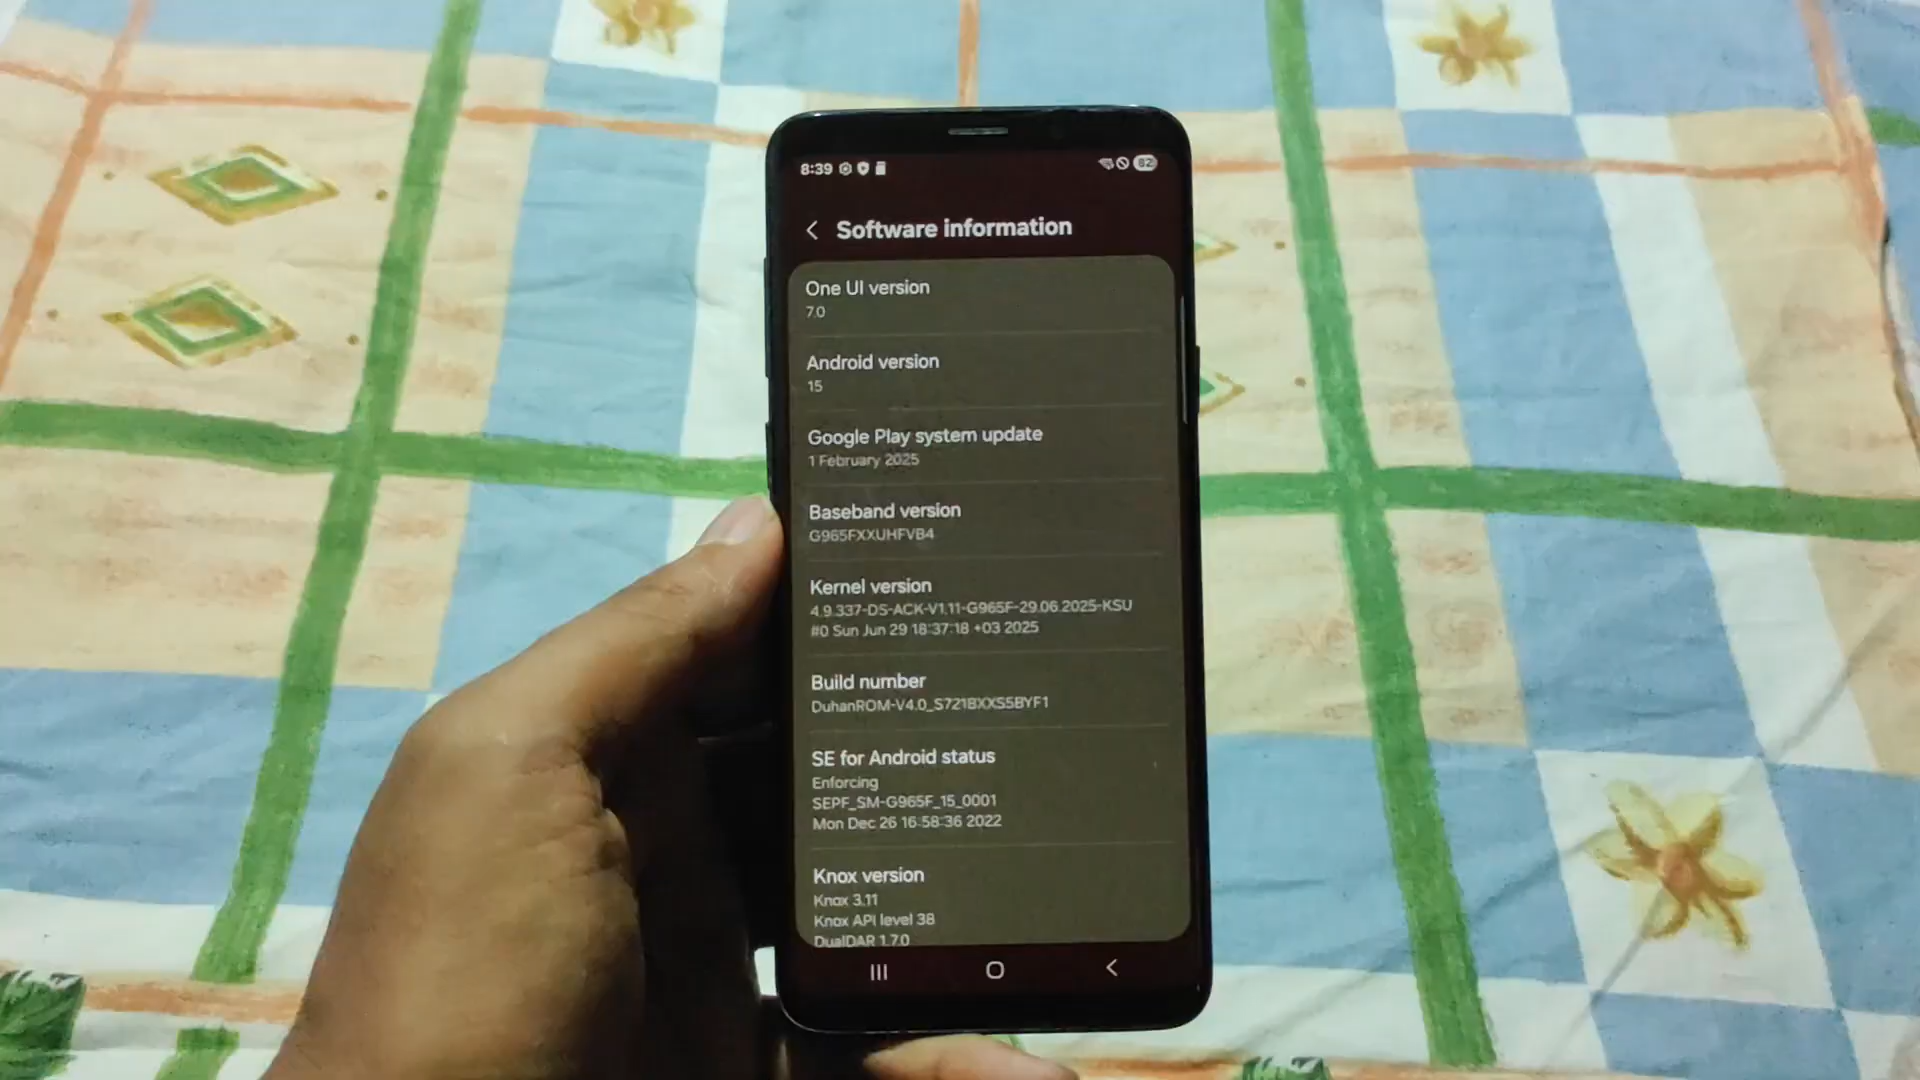 8:39
82
Software information
One UI version
7.0
Android version
15
Google Play system update
1 February 2025
Baseband version
G965FXXUHFVB4
Kernel version
4.9.337-DS-ACK-V1.11-G965F-29.06.2025-KSU
#0 Sun Jun 29 18:37:18 +03 2025
Build number
DuhanROM-V4.0_S721BXXS5BYF1
SE for Android status
Enforcing
SEPF_SM-G965F_15_0001
Mon Dec 26 16:58:36 2022
Knox version
Knox 3.11
Knox API level 38
DualDAR 1.7.0